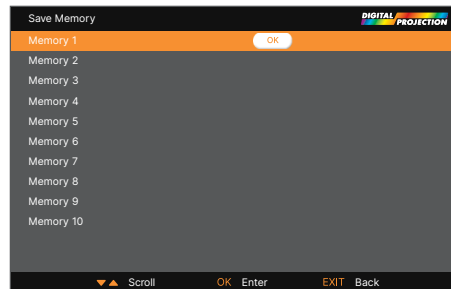 Save Memory
DIGITAL PROJECTION
Memory 1 OK
Memory 2
Memory 3
Memory 4
Memory 5
Memory 6
Memory 7
Memory 8
Memory 9
Memory 10
Scroll OK Enter EXIT Back